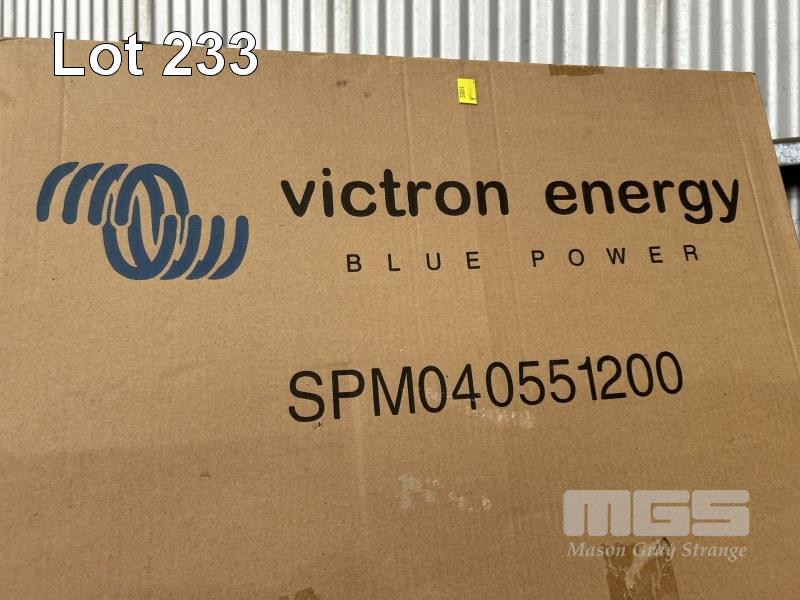 Lot 233
victron energy
BLUE POWER
SPM040551200
MGS
Mason Gray Strange